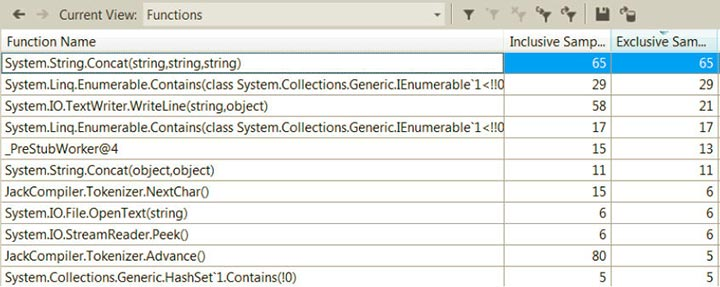 Current View: Functions
Function Name Inclusive Samp... Exclusive Sam...
System.String.Concat(string,string,string) 65 65
System.Linq.Enumerable.Contains(class System.Collections.Generic.IEnumerable`1<!!0 29 29
System.IO.TextWriter.WriteLine(string,object) 58 21
System.Linq.Enumerable.Contains(class System.Collections.Generic.IEnumerable`1<!!0 17 17
_PreStubWorker@4 15 13
System.String.Concat(object,object) 11 11
JackCompiler.Tokenizer.NextChar() 15 6
System.IO.File.OpenText(string) 6 6
System.IO.StreamReader.Peek() 6 6
JackCompiler.Tokenizer.Advance() 80 5
System.Collections.Generic.HashSet`1.Contains(!0) 5 5